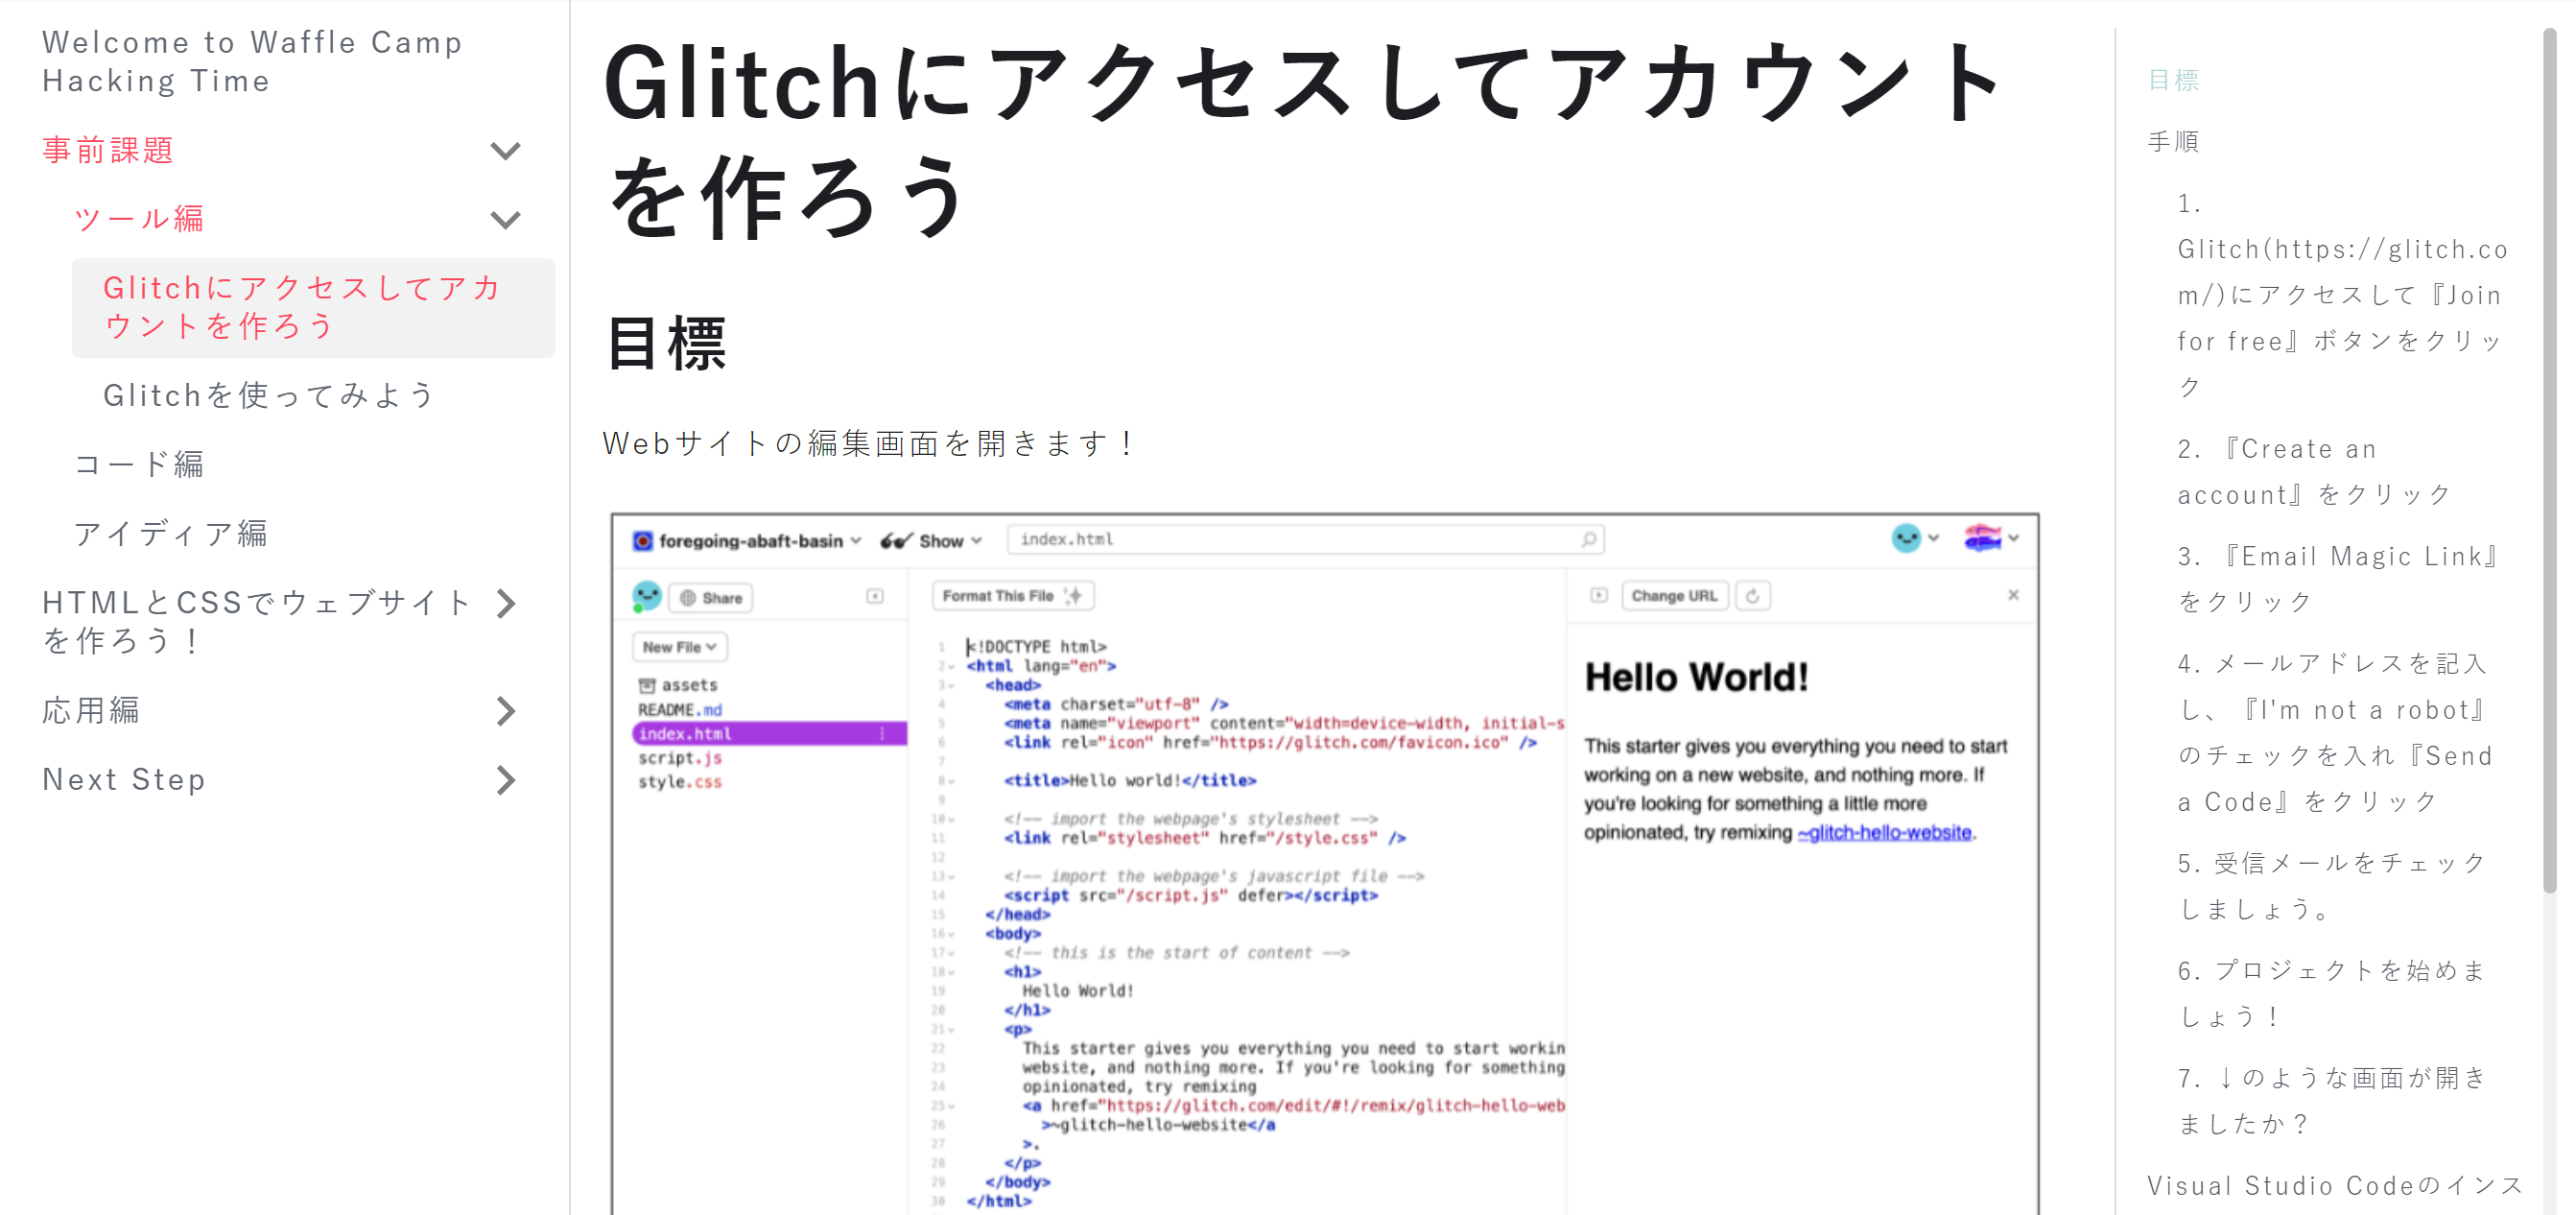 Welcome to Waffle Camp
Hacking Time
事前課題
ツール編
Glitchにアクセスしてアカ
ウントを作ろう
Glitchを使ってみよう
コード編
アイディア編
HTMLとCSSでウェブサイト
を作ろう！
応用編
Next Step
Glitchにアクセスしてアカウント
を作ろう
目標
Webサイトの編集画面を開きます！
foregoing-abaft-basin
Show
index.html
Share
Format This File
Change URL
New File
assets
README.md
index.html
script.js
style.css
1 <!DOCTYPE html>
2 <html lang="en">
3 <head>
4 <meta charset="utf-8" />
5 <meta name="viewport" content="width=device-width, initial-s
6 <link rel="icon" href="https://glitch.com/favicon.ico" />
7
8 <title>Hello world!</title>
9
10 <!-- import the webpage's stylesheet -->
11 <link rel="stylesheet" href="/style.css" />
12
13 <!-- import the webpage's javascript file -->
14 <script src="/script.js" defer></script>
15 </head>
16 <body>
17 <!-- this is the start of content -->
18 <h1>
19 Hello World!
20 </h1>
21 <p>
22 This starter gives you everything you need to start workin
23 website, and nothing more. If you're looking for something
24 opinionated, try remixing
25 <a href="https://glitch.com/edit/#!/remix/glitch-hello-web
26 >~glitch-hello-website</a
27 >.
28 </p>
29 </body>
30 </html>
Hello World!
This starter gives you everything you need to start
working on a new website, and nothing more. If
you're looking for something a little more
opinionated, try remixing ~glitch-hello-website.
目標
手順
1.
Glitch(https://glitch.co
m/)にアクセスして『Join
for free』ボタンをクリッ
ク
2. 『Create an
account』をクリック
3. 『Email Magic Link』
をクリック
4. メールアドレスを記入
し、『I'm not a robot』
のチェックを入れ『Send
a Code』をクリック
5. 受信メールをチェック
しましょう。
6. プロジェクトを始めま
しょう！
7. ↓のような画面が開き
ましたか？
Visual Studio Codeのインス